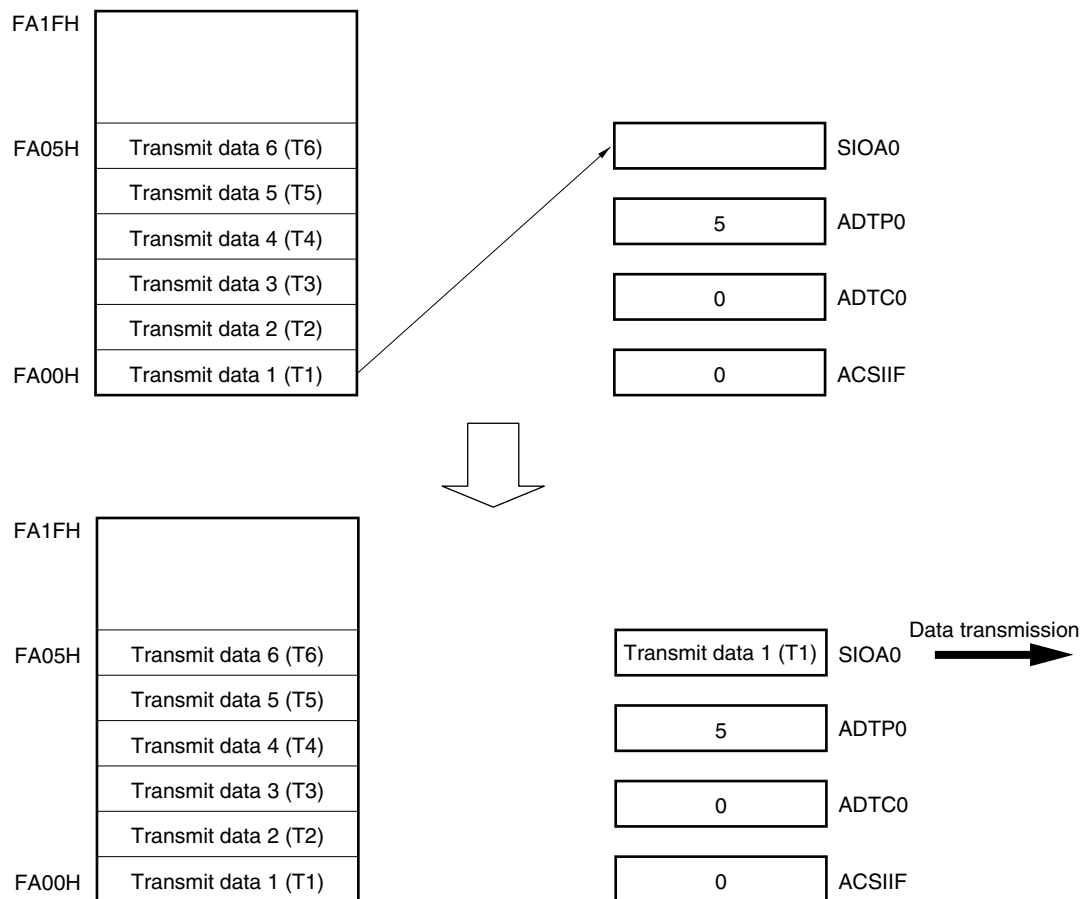 FA1FH
FA05H
Transmit data 6 (T6)
SIOA0
Transmit data 5 (T5)
5
ADTP0
Transmit data 4 (T4)
Transmit data 3 (T3)
0
ADTC0
Transmit data 2 (T2)
FA00H
Transmit data 1 (T1)
0
ACSIIF
FA1FH
Data transmission
FA05H
Transmit data 6 (T6)
Transmit data 1 (T1)
SIOA0
Transmit data 5 (T5)
5
ADTP0
Transmit data 4 (T4)
Transmit data 3 (T3)
0
ADTC0
Transmit data 2 (T2)
FA00H
Transmit data 1 (T1)
0
ACSIIF